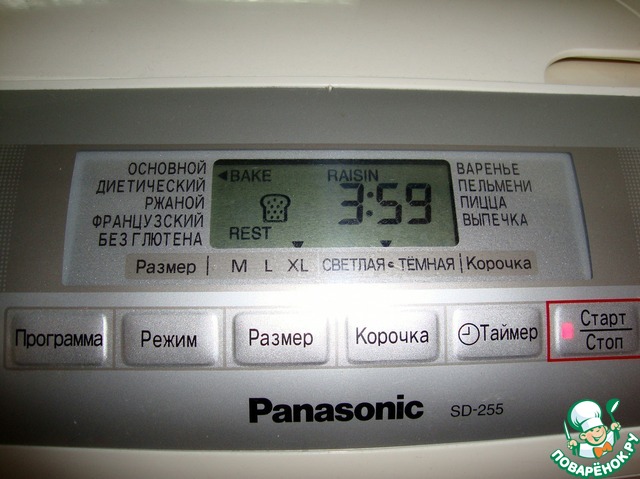 ОСНОВНОЙ
ДИЕТИЧЕСКИЙ
РЖАНОЙ
ФРАНЦУЗСКИЙ
БЕЗ ГЛЮТЕНА
BAKE RAISIN
3:59
REST
ВАРЕНЬЕ
ПЕЛЬМЕНИ
ПИЦЦА
ВЫПЕЧКА
Размер | M L XL СВЕТЛАЯ ТЁМНАЯ | Корочка
Программа
Режим
Размер
Корочка
Таймер
Старт
Стоп
Panasonic SD-255
ПОВАРЁНОК.РУ